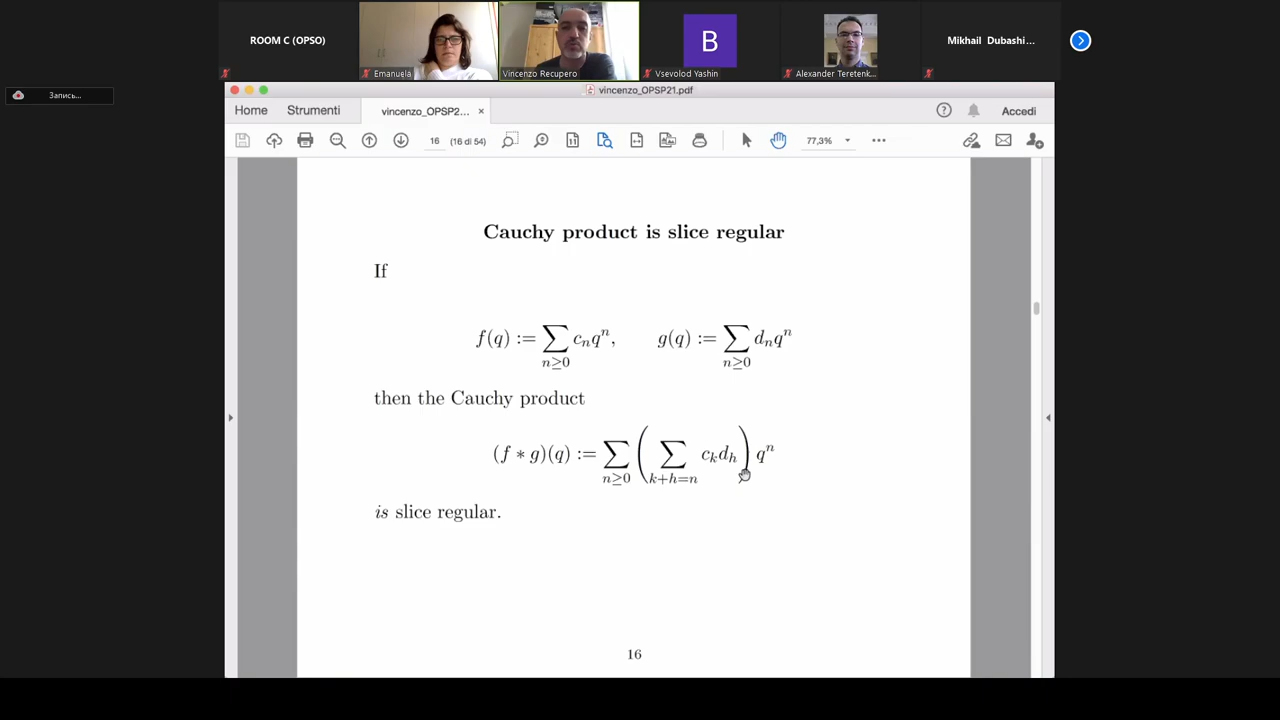 ROOM C (OPSO)
Emanuela
Vincenzo Recupero
B
Vsevolod Yashin
Alexander Teretenk...
Mikhail Dubashi...
Запись...
vincenzo_OPSP21.pdf
Home Strumenti vincenzo_OPSP2... × Accedi
16 (16 di 54) 77,3%
Cauchy product is slice regular
If
f(q) := ∑_{n≥0} c_n q^n, g(q) := ∑_{n≥0} d_n q^n
then the Cauchy product
(f * g)(q) := ∑_{n≥0} ( ∑_{k+h=n} c_k d_h ) q^n
is slice regular.
16